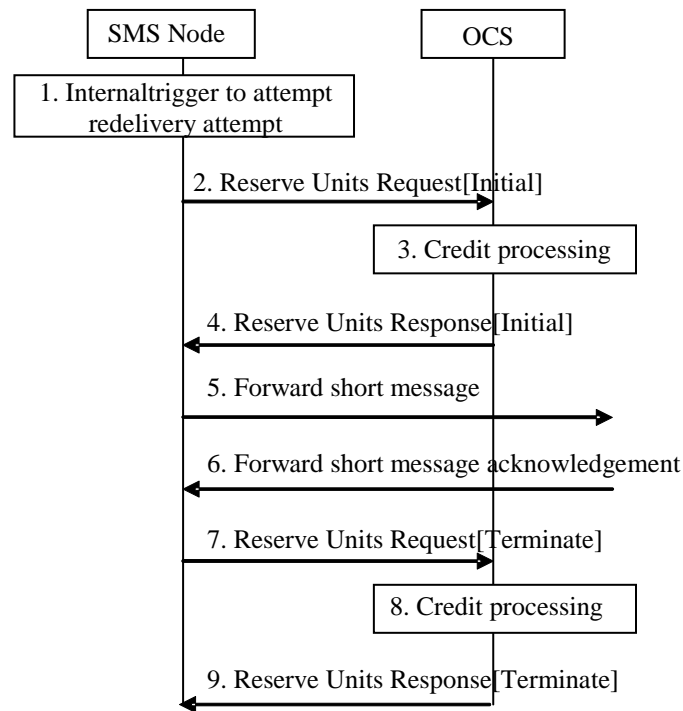 SMS Node
OCS
1. Internaltrigger to attempt
redelivery attempt
2. Reserve Units Request[Initial]
3. Credit processing
4. Reserve Units Response[Initial]
5. Forward short message
6. Forward short message acknowledgement
7. Reserve Units Request[Terminate]
8. Credit processing
9. Reserve Units Response[Terminate]